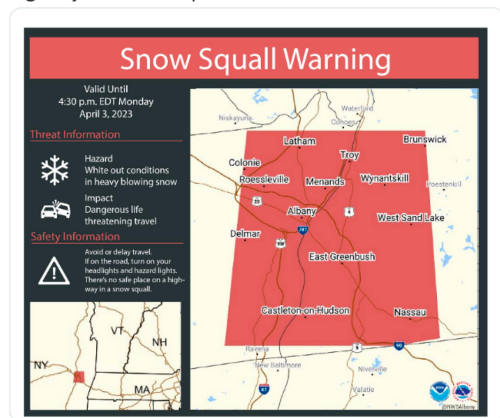 Snow Squall Warning
Valid Until
4:30 p.m. EDT Monday
April 3, 2023
Threat Information
Hazard
White out conditions
in heavy blowing snow
Impact
Dangerous life
threatening travel
Safety Information
Avoid or delay travel.
If on the road, turn on your
headlights and hazard lights.
There's no safe place on a high-
way in a snow squall.
NY
VT
NH
MA
Waterford
Niskayuna
Cohoes
Latham
Troy
Brunswick
Colonie
Roessleville
Menands
Wynantskill
Poestenkill
Albany
West Sand Lake
Delmar
787
East Greenbush
Castleton-on-Hudson
Nassau
Ravena
New Baltimore
Niverville
Valatie
87
90
@NWSAlbany